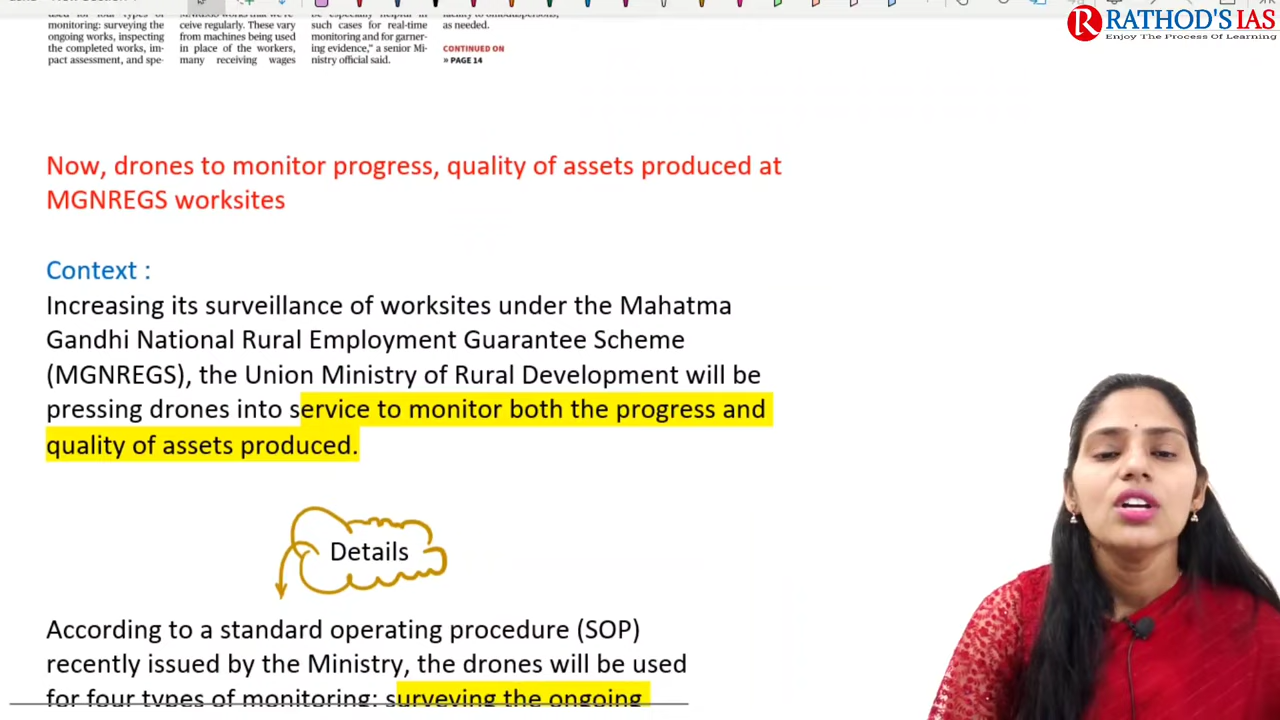 monitoring: surveying the
ongoing works, inspecting
the completed works, im-
pact assessment, and spe-
ceive regularly. These vary
from machines being used
in place of the workers,
many receiving wages
such cases for real-time
monitoring and for garner-
ing evidence," a senior Mi-
nistry official said.
as needed.
CONTINUED ON
» PAGE 14
RATHOD'S IAS
Enjoy The Process Of Learning
Now, drones to monitor progress, quality of assets produced at
MGNREGS worksites
Context :
Increasing its surveillance of worksites under the Mahatma
Gandhi National Rural Employment Guarantee Scheme
(MGNREGS), the Union Ministry of Rural Development will be
pressing drones into service to monitor both the progress and
quality of assets produced.
Details
According to a standard operating procedure (SOP)
recently issued by the Ministry, the drones will be used
for four types of monitoring: surveying the ongoing